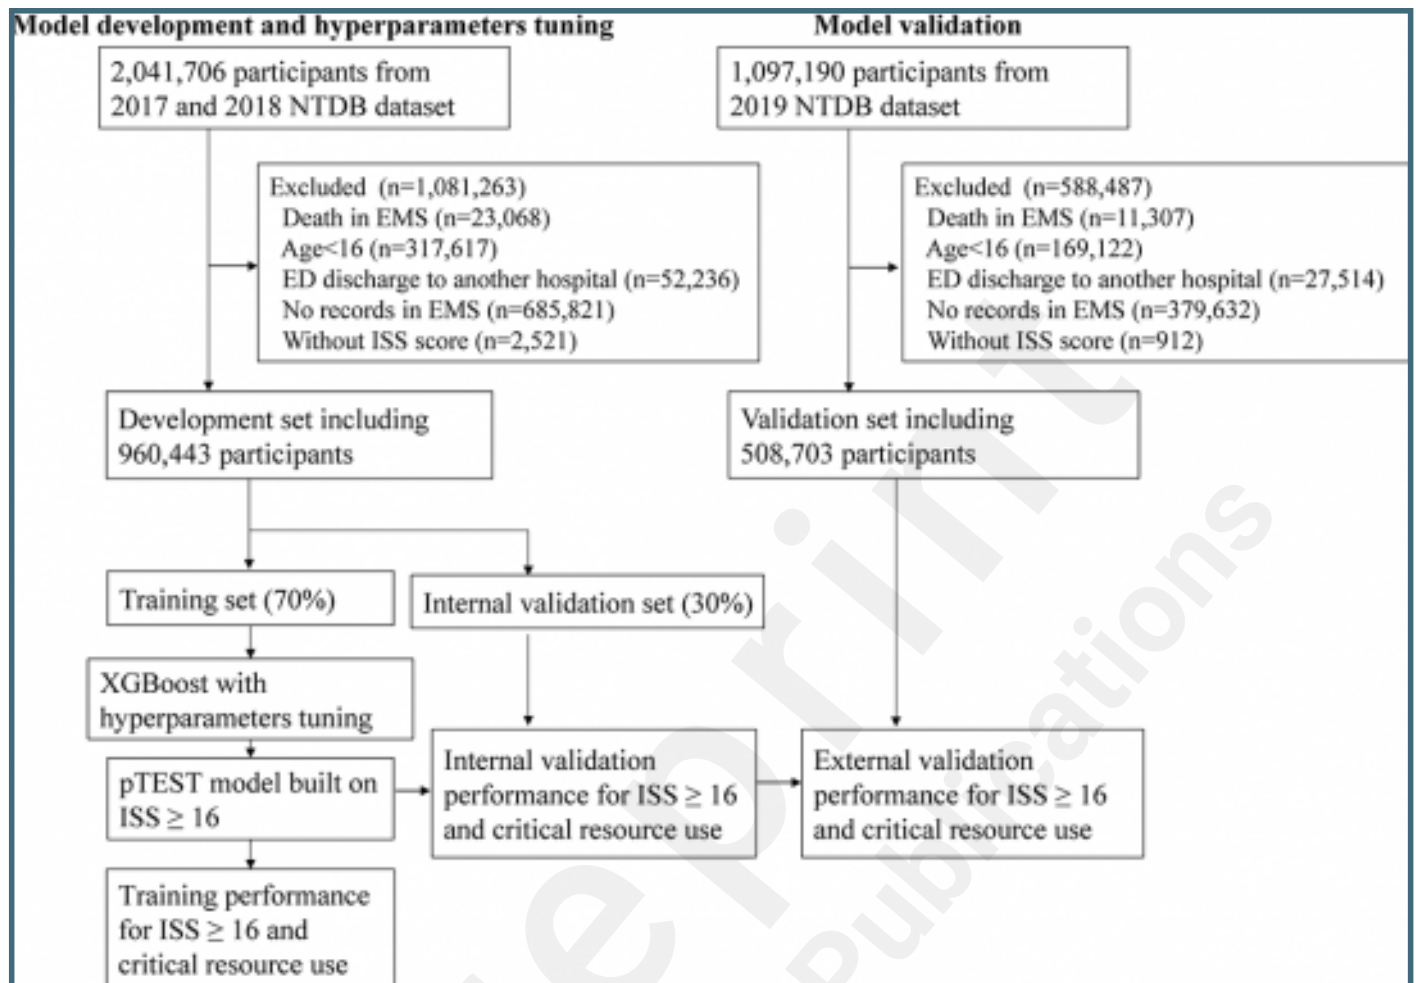 Model development and hyperparameters tuning
Model validation
2,041,706 participants from
2017 and 2018 NTDB dataset
1,097,190 participants from
2019 NTDB dataset
Excluded (n=1,081,263)
Death in EMS (n=23,068)
Age<16 (n=317,617)
ED discharge to another hospital (n=52,236)
No records in EMS (n=685,821)
Without ISS score (n=2,521)
Excluded (n=588,487)
Death in EMS (n=11,307)
Age<16 (n=169,122)
ED discharge to another hospital (n=27,514)
No records in EMS (n=379,632)
Without ISS score (n=912)
Development set including
960,443 participants
Validation set including
508,703 participants
Training set (70%)
Internal validation set (30%)
XGBoost with
hyperparameters tuning
pTEST model built on
ISS ≥ 16
Internal validation
performance for ISS ≥ 16
and critical resource use
External validation
performance for ISS ≥ 16
and critical resource use
Training performance
for ISS ≥ 16 and
critical resource use
eprint
Publications